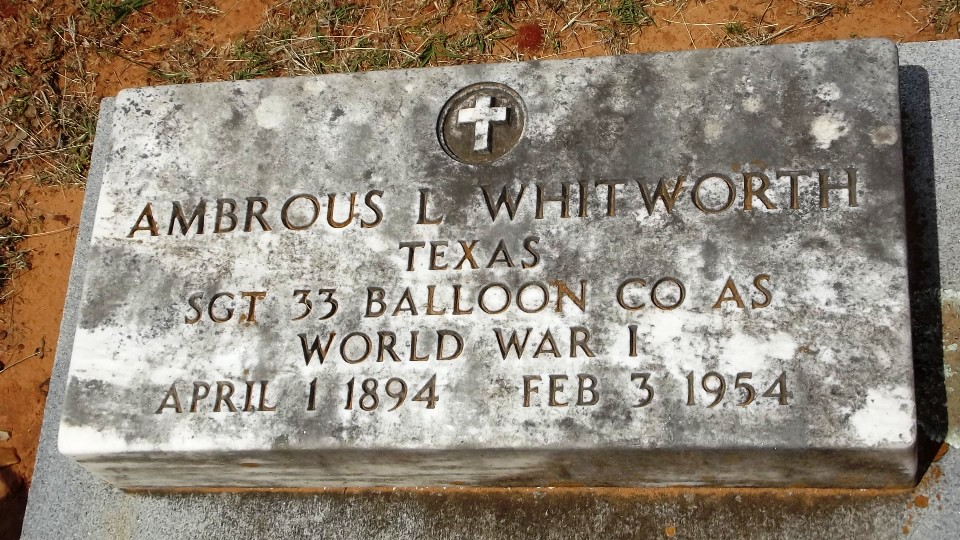 AMBROUS L WHITWORTH
TEXAS
SGT 33 BALLOON CO AS
WORLD WAR I
APRIL 1 1894 FEB 3 1954